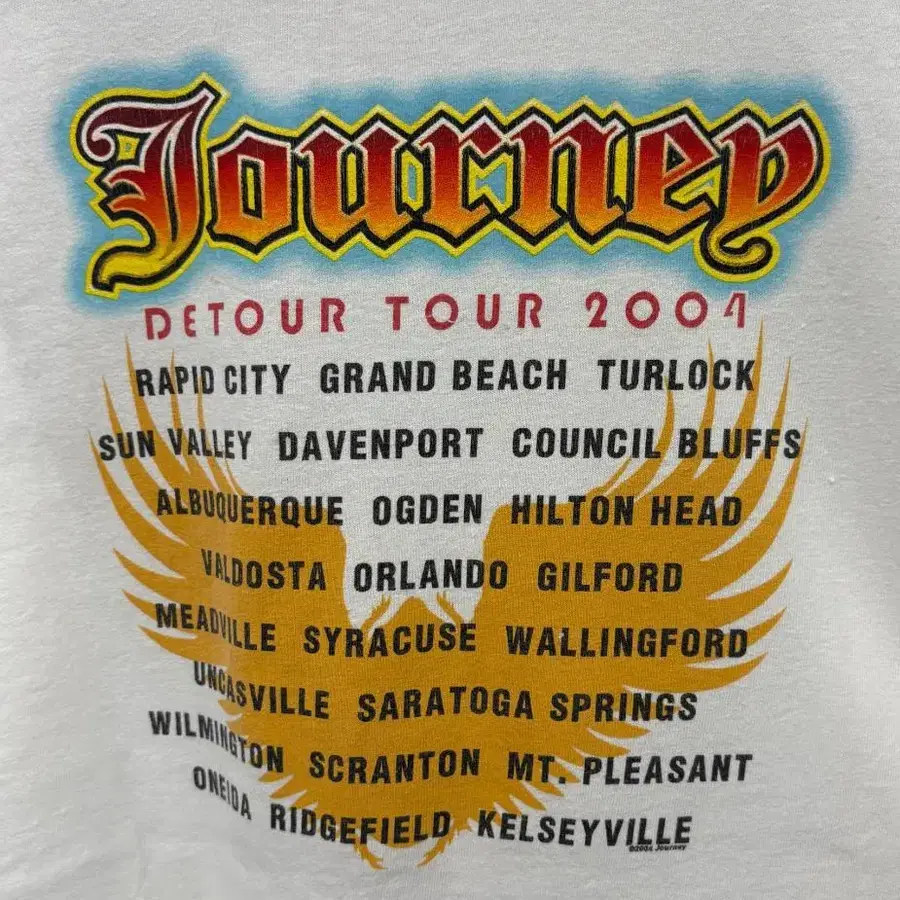 Journey
DETOUR TOUR 2004
RAPID CITY GRAND BEACH TURLOCK
SUN VALLEY DAVENPORT COUNCIL BLUFFS
ALBUQUERQUE OGDEN HILTON HEAD
VALDOSTA ORLANDO GILFORD
MEADVILLE SYRACUSE WALLINGFORD
UNCASVILLE SARATOGA SPRINGS
WILMINGTON SCRANTON MT. PLEASANT
ONEIDA RIDGEFIELD KELSEYVILLE
©2004 Journey